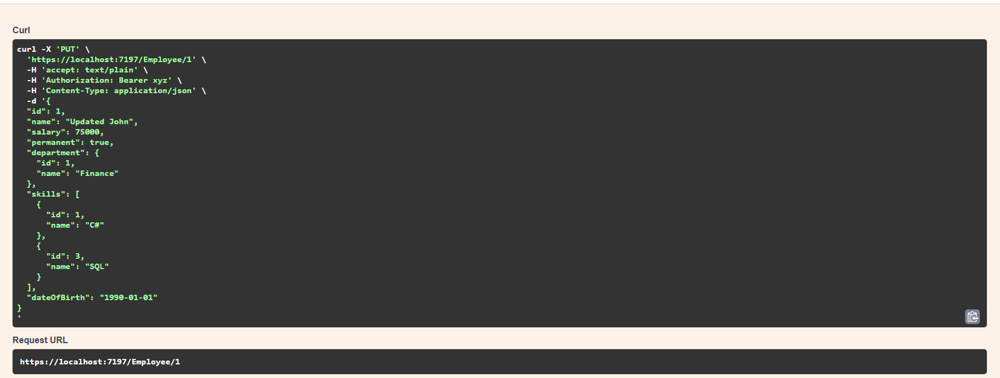 Curl
curl -X 'PUT' \
  'https://localhost:7197/Employee/1' \
  -H 'accept: text/plain' \
  -H 'Authorization: Bearer xyz' \
  -H 'Content-Type: application/json' \
  -d '{
  "id": 1,
  "name": "Updated John",
  "salary": 75000,
  "permanent": true,
  "department": {
    "id": 1,
    "name": "Finance"
  },
  "skills": [
    {
      "id": 1,
      "name": "C#"
    },
    {
      "id": 3,
      "name": "SQL"
    }
  ],
  "dateOfBirth": "1990-01-01"
}
'
Request URL
https://localhost:7197/Employee/1